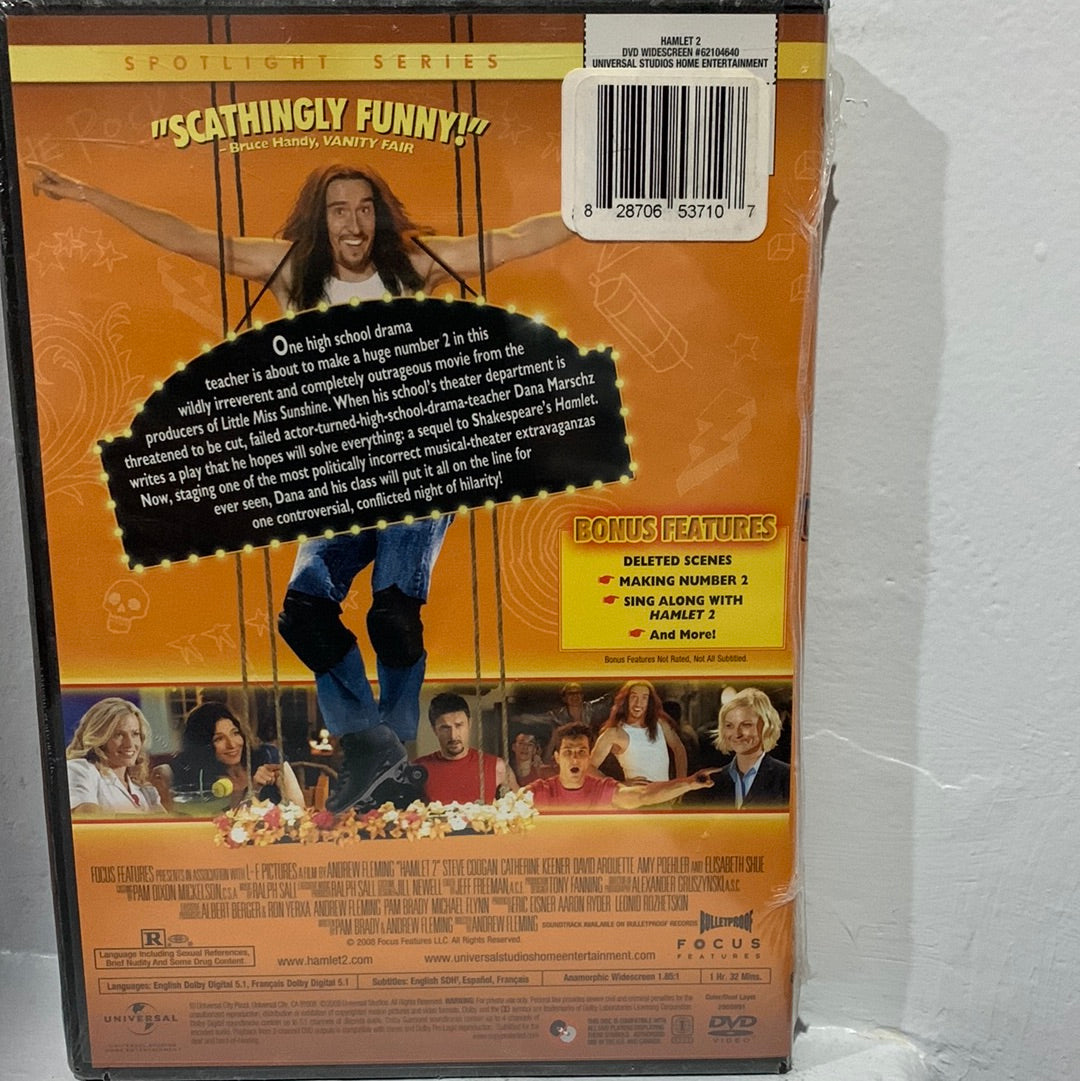 SPOTLIGHT SERIES
HAMLET 2
DVD WIDESCREEN #62104640
UNIVERSAL STUDIOS HOME ENTERTAINMENT
8 28706 53710 7
"SCATHINGLY FUNNY!"
– Bruce Handy, VANITY FAIR
One high school drama
teacher is about to make a huge number 2 in this
wildly irreverent and completely outrageous movie from the
producers of Little Miss Sunshine. When his school's theater department is
threatened to be cut, failed actor-turned-high-school-drama-teacher Dana Marschz
writes a play that he hopes will solve everything: a sequel to Shakespeare's Hamlet.
Now, staging one of the most politically incorrect musical-theater extravaganzas
ever seen, Dana and his class will put it all on the line for
one controversial, conflicted night of hilarity!
BONUS FEATURES
DELETED SCENES
MAKING NUMBER 2
SING ALONG WITH
HAMLET 2
And More!
Bonus Features Not Rated, Not All Subtitled.
FOCUS FEATURES PRESENTS IN ASSOCIATION WITH L+E PICTURES A FILM BY ANDREW FLEMING "HAMLET 2" STEVE COOGAN CATHERINE KEENER DAVID ARQUETTE AMY POEHLER AND ELISABETH SHUE
PAM DIXON MICKELSON, C.S.A. RALPH SALL RALPH SALL JILL NEWELL JEFF FREEMAN, A.C.E. TONY FANNING ALEXANDER GRUSZYNSKI, A.S.C.
ALBERT BERGER & RON YERXA ANDREW FLEMING PAM BRADY MICHAEL FLYNN ERIC EISNER AARON RYDER LEONID ROZHETSKIN
PAM BRADY & ANDREW FLEMING ANDREW FLEMING SOUNDTRACK AVAILABLE ON BULLETPROOF RECORDS BULLETPROOF
© 2008 Focus Features LLC. All Rights Reserved.
R
Language Including Sexual References,
Brief Nudity And Some Drug Content.
www.hamlet2.com
www.universalstudioshomeentertainment.com
FOCUS
FEATURES
Languages: English Dolby Digital 5.1, Français Dolby Digital 5.1
Subtitles: English SDH, Español, Français
Anamorphic Widescreen 1.85:1
1 Hr. 32 Mins.
UNIVERSAL
UNIVERSAL STUDIOS
HOME ENTERTAINMENT
Color/Dual Layer
DVD
VIDEO